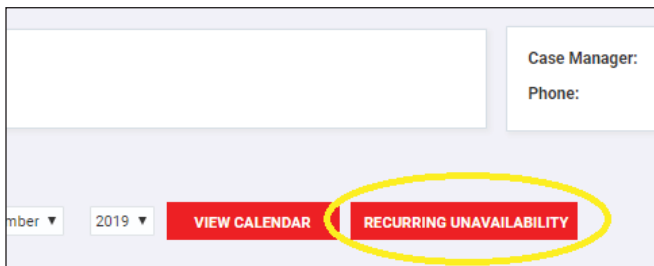 Case Manager:
Phone:
mber ▼ 2019 ▼ VIEW CALENDAR RECURRING UNAVAILABILITY